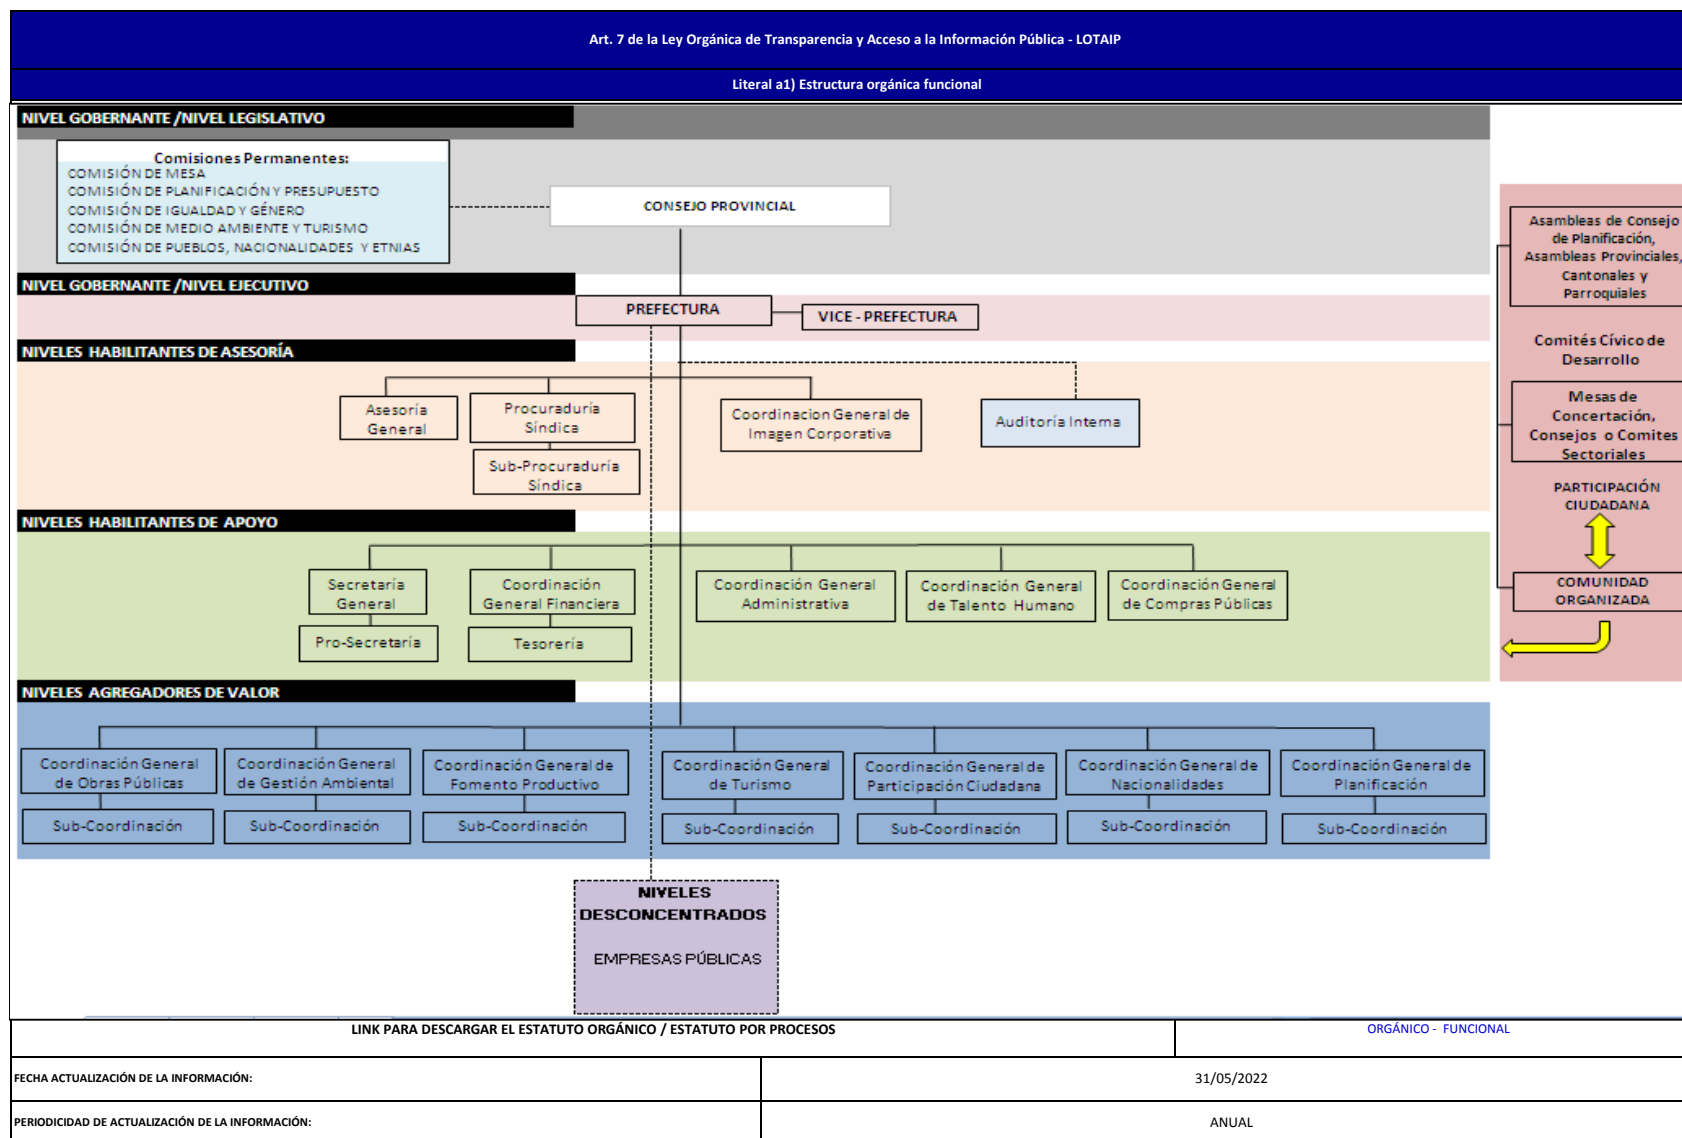 Art. 7 de la Ley Orgánica de Transparencia y Acceso a la Información Pública - LOTAIP
Literal a1) Estructura orgánica funcional
NIVEL GOBERNANTE /NIVEL LEGISLATIVO
Comisiones Permanentes:
COMISIÓN DE MESA
COMISIÓN DE PLANIFICACIÓN Y PRESUPUESTO
COMISIÓN DE IGUALDAD Y GÉNERO
COMISIÓN DE MEDIO AMBIENTE Y TURISMO
COMISIÓN DE PUEBLOS, NACIONALIDADES Y ETNIAS
CONSEJO PROVINCIAL
NIVEL GOBERNANTE /NIVEL EJECUTIVO
PREFECTURA
VICE - PREFECTURA
NIVELES HABILITANTES DE ASESORÍA
Asesoría
General
Procuraduría
Síndica
Sub-Procuraduría
Síndica
Coordinacion General de
Imagen Corporativa
Auditoría Interna
NIVELES HABILITANTES DE APOYO
Secretaría
General
Pro-Secretaría
Coordinación
General Financiera
Tesorería
Coordinación General
Administrativa
Coordinación General
de Talento Humano
Coordinación General
de Compras Públicas
NIVELES AGREGADORES DE VALOR
Coordinación General
de Obras Públicas
Sub-Coordinación
Coordinación General
de Gestión Ambiental
Sub-Coordinación
Coordinación General de
Fomento Productivo
Sub-Coordinación
Coordinación General
de Turismo
Sub-Coordinación
Coordinación General de
Participación Ciudadana
Sub-Coordinación
Coordinación General de
Nacionalidades
Sub-Coordinación
Coordinación General de
Planificación
Sub-Coordinación
NIVELES
DESCONCENTRADOS
EMPRESAS PÚBLICAS
Asambleas de Consejo
de Planificación,
Asambleas Provinciales,
Cantonales y
Parroquiales
Comités Cívico de
Desarrollo
Mesas de
Concertación,
Consejos o Comites
Sectoriales
PARTICIPACIÓN
CIUDADANA
COMUNIDAD
ORGANIZADA
LINK PARA DESCARGAR EL ESTATUTO ORGÁNICO / ESTATUTO POR PROCESOS
ORGÁNICO - FUNCIONAL
FECHA ACTUALIZACIÓN DE LA INFORMACIÓN:
31/05/2022
PERIODICIDAD DE ACTUALIZACIÓN DE LA INFORMACIÓN:
ANUAL